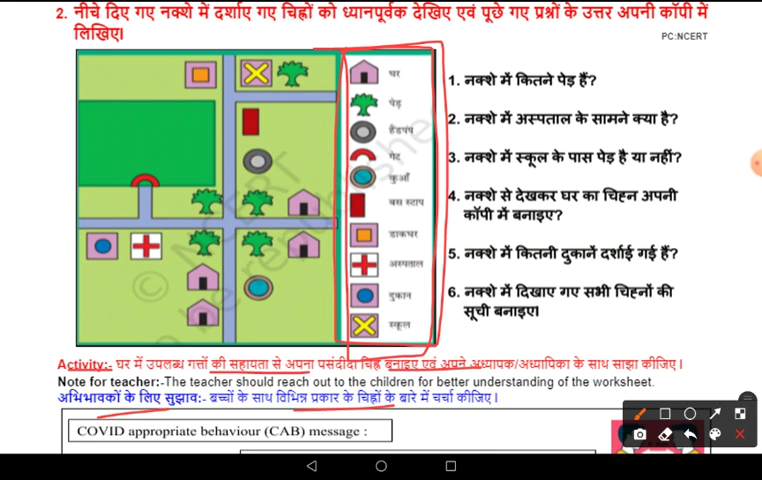 2. नीचे दिए गए नक्शे में दर्शाए गए चिह्नों को ध्यानपूर्वक देखिए एवं पूछे गए प्रश्नों के उत्तर अपनी कॉपी में
लिखिए।
PC:NCERT
घर
पेड़
हैंडपंप
गेट
कुआँ
बस स्टाप
डाकघर
अस्पताल
दुकान
स्कूल
© NCERT
1. नक्शे में कितने पेड़ हैं?
2. नक्शे में अस्पताल के सामने क्या है?
3. नक्शे में स्कूल के पास पेड़ है या नहीं?
4. नक्शे से देखकर घर का चिह्न अपनी
कॉपी में बनाइए?
5. नक्शे में कितनी दुकानें दर्शाई गई हैं?
6. नक्शे में दिखाए गए सभी चिह्नों की
सूची बनाइए।
Activity:- घर में उपलब्ध गत्तों की सहायता से अपना पसंदीदा चिह्न बनाइए एवं अपने अध्यापक/अध्यापिका के साथ साझा कीजिए।
Note for teacher:-The teacher should reach out to the children for better understanding of the worksheet.
अभिभावकों के लिए सुझाव:- बच्चों के साथ विभिन्न प्रकार के चिह्नों के बारे में चर्चा कीजिए।
COVID appropriate behaviour (CAB) message :